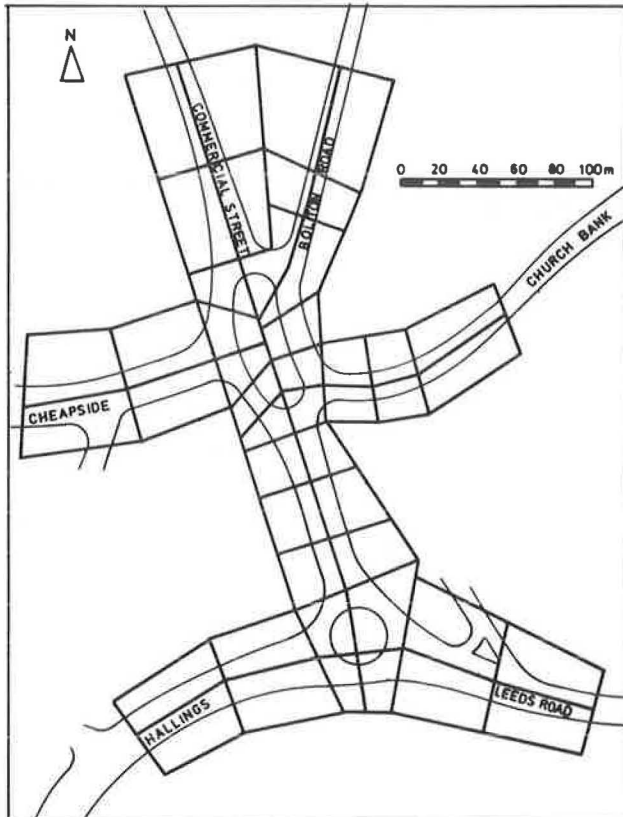 N
COMMERCIAL STREET
BOLTON ROAD
0 20 40 60 80 100m
CHURCH BANK
CHEAPSIDE
HALLINGS
LEEDS ROAD